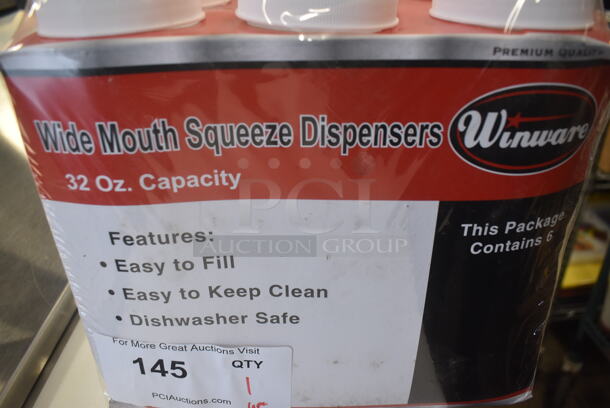 PREMIUM QUALITY
Wide Mouth Squeeze Dispensers
Winware
32 Oz. Capacity
PCI
AUCTION GROUP
This Package
Contains 6
Features:
• Easy to Fill
• Easy to Keep Clean
• Dishwasher Safe
For More Great Auctions Visit
145 QTY
1
PCIAuctions.com